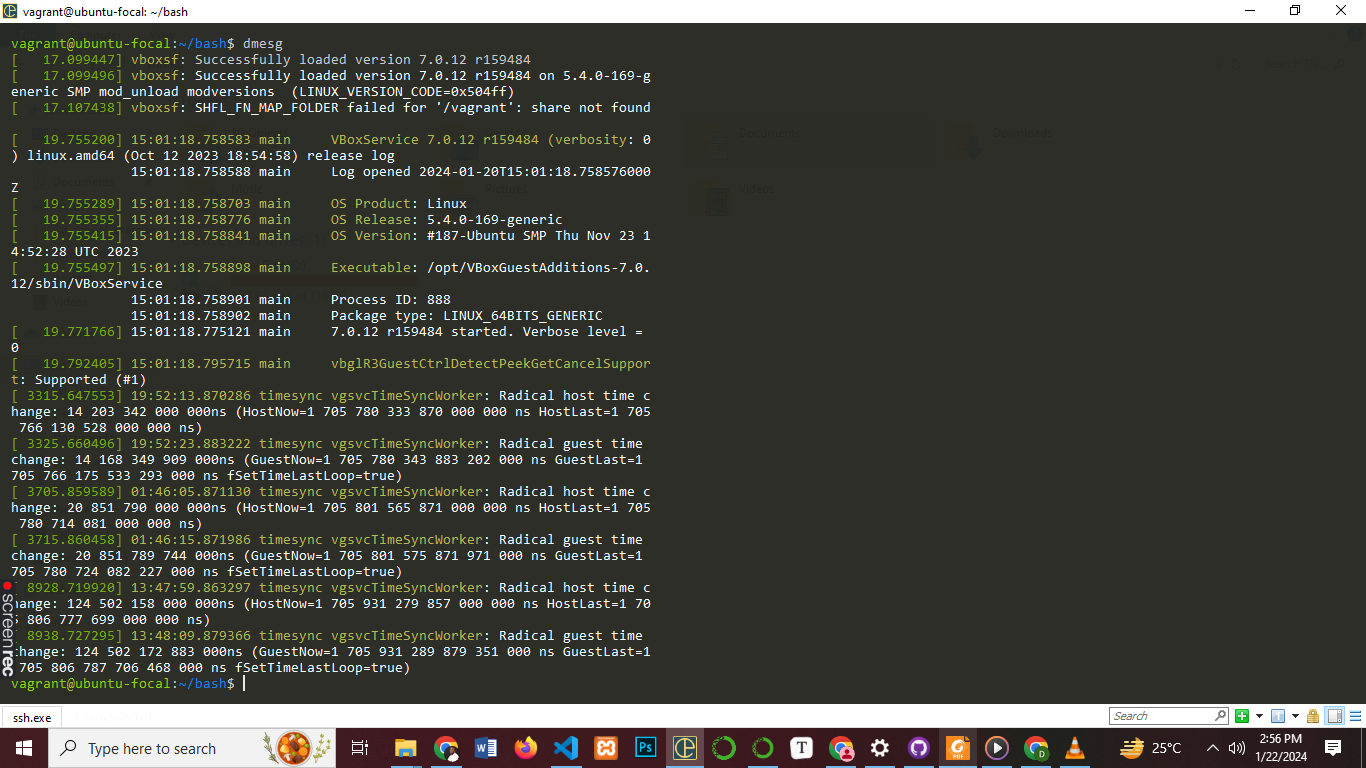 vagrant@ubuntu-focal: ~/bash
vagrant@ubuntu-focal:~/bash$ dmesg
[   17.099447] vboxsf: Successfully loaded version 7.0.12 r159484
[   17.099496] vboxsf: Successfully loaded version 7.0.12 r159484 on 5.4.0-169-g
eneric SMP mod_unload modversions  (LINUX_VERSION_CODE=0x504ff)
[   17.107438] vboxsf: SHFL_FN_MAP_FOLDER failed for '/vagrant': share not found
[   19.755200] 15:01:18.758583 main     VBoxService 7.0.12 r159484 (verbosity: 0
) linux.amd64 (Oct 12 2023 18:54:58) release log
15:01:18.758588 main     Log opened 2024-01-20T15:01:18.758576000
Z
[   19.755289] 15:01:18.758703 main     OS Product: Linux
[   19.755355] 15:01:18.758776 main     OS Release: 5.4.0-169-generic
[   19.755415] 15:01:18.758841 main     OS Version: #187-Ubuntu SMP Thu Nov 23 1
4:52:28 UTC 2023
[   19.755497] 15:01:18.758898 main     Executable: /opt/VBoxGuestAdditions-7.0.
12/sbin/VBoxService
15:01:18.758901 main     Process ID: 888
15:01:18.758902 main     Package type: LINUX_64BITS_GENERIC
[   19.771766] 15:01:18.775121 main     7.0.12 r159484 started. Verbose level =
0
[   19.792405] 15:01:18.795715 main     vbglR3GuestCtrlDetectPeekGetCancelSuppor
t: Supported (#1)
[ 3315.647553] 19:52:13.870286 timesync vgsvcTimeSyncWorker: Radical host time c
hange: 14 203 342 000 000ns (HostNow=1 705 780 333 870 000 000 ns HostLast=1 705
766 130 528 000 000 ns)
[ 3325.660496] 19:52:23.883222 timesync vgsvcTimeSyncWorker: Radical guest time
change: 14 168 349 909 000ns (GuestNow=1 705 780 343 883 202 000 ns GuestLast=1
705 766 175 533 293 000 ns fSetTimeLastLoop=true)
[ 3705.859589] 01:46:05.871130 timesync vgsvcTimeSyncWorker: Radical host time c
hange: 20 851 790 000 000ns (HostNow=1 705 801 565 871 000 000 ns HostLast=1 705
780 714 081 000 000 ns)
[ 3715.860458] 01:46:15.871986 timesync vgsvcTimeSyncWorker: Radical guest time
change: 20 851 789 744 000ns (GuestNow=1 705 801 575 871 971 000 ns GuestLast=1
705 780 724 082 227 000 ns fSetTimeLastLoop=true)
[ 8928.719920] 13:47:59.863297 timesync vgsvcTimeSyncWorker: Radical host time c
hange: 124 502 158 000 000ns (HostNow=1 705 931 279 857 000 000 ns HostLast=1 70
5 806 777 699 000 000 ns)
8938.727295] 13:48:09.879366 timesync vgsvcTimeSyncWorker: Radical guest time
change: 124 502 172 883 000ns (GuestNow=1 705 931 289 879 351 000 ns GuestLast=1
705 806 787 706 468 000 ns fSetTimeLastLoop=true)
vagrant@ubuntu-focal:~/bash$
Documents
Downloads
Pictures
Videos
screenrec
ssh.exe
Search
Type here to search
25°C
2:56 PM
1/22/2024